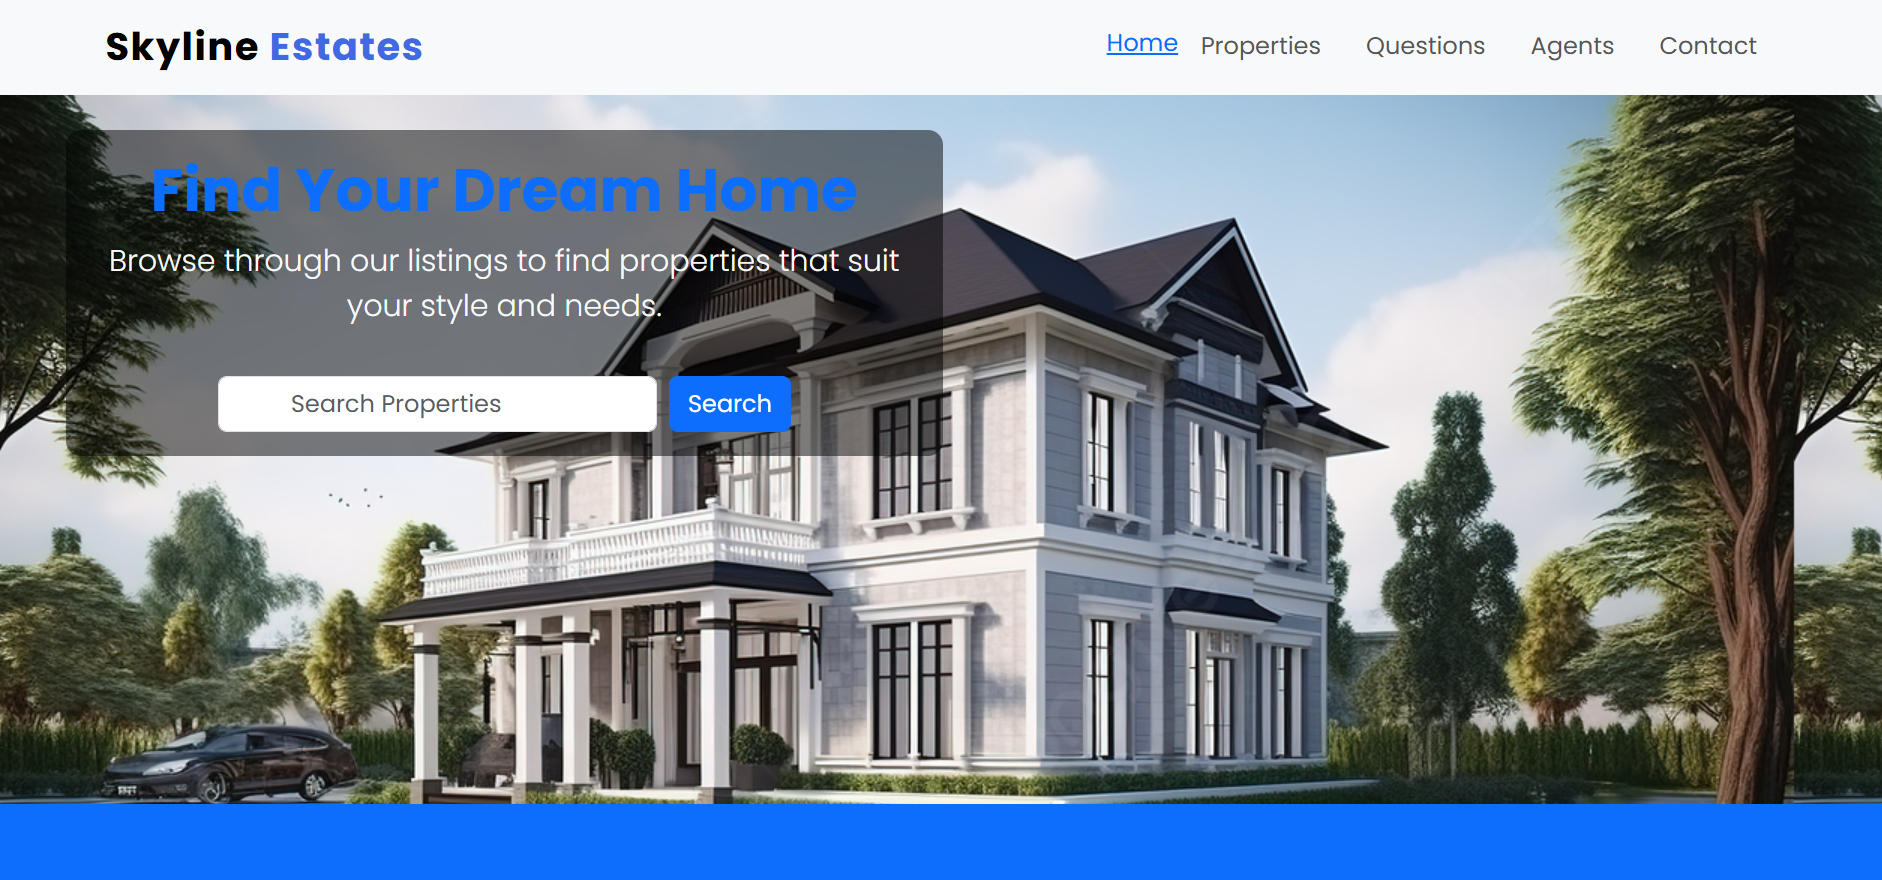 Skyline Estates
Home Properties Questions Agents Contact
Find Your Dream Home
Browse through our listings to find properties that suit
your style and needs.
Search Properties Search